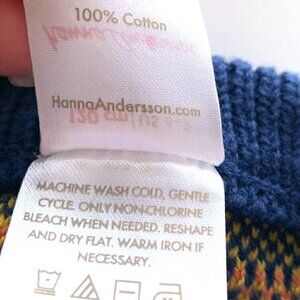 100% Cotton
HannaAndersson.com
MACHINE WASH COLD, GENTLE
CYCLE. ONLY NON-CHLORINE
BLEACH WHEN NEEDED. RESHAPE
AND DRY FLAT. WARM IRON IF
NECESSARY.